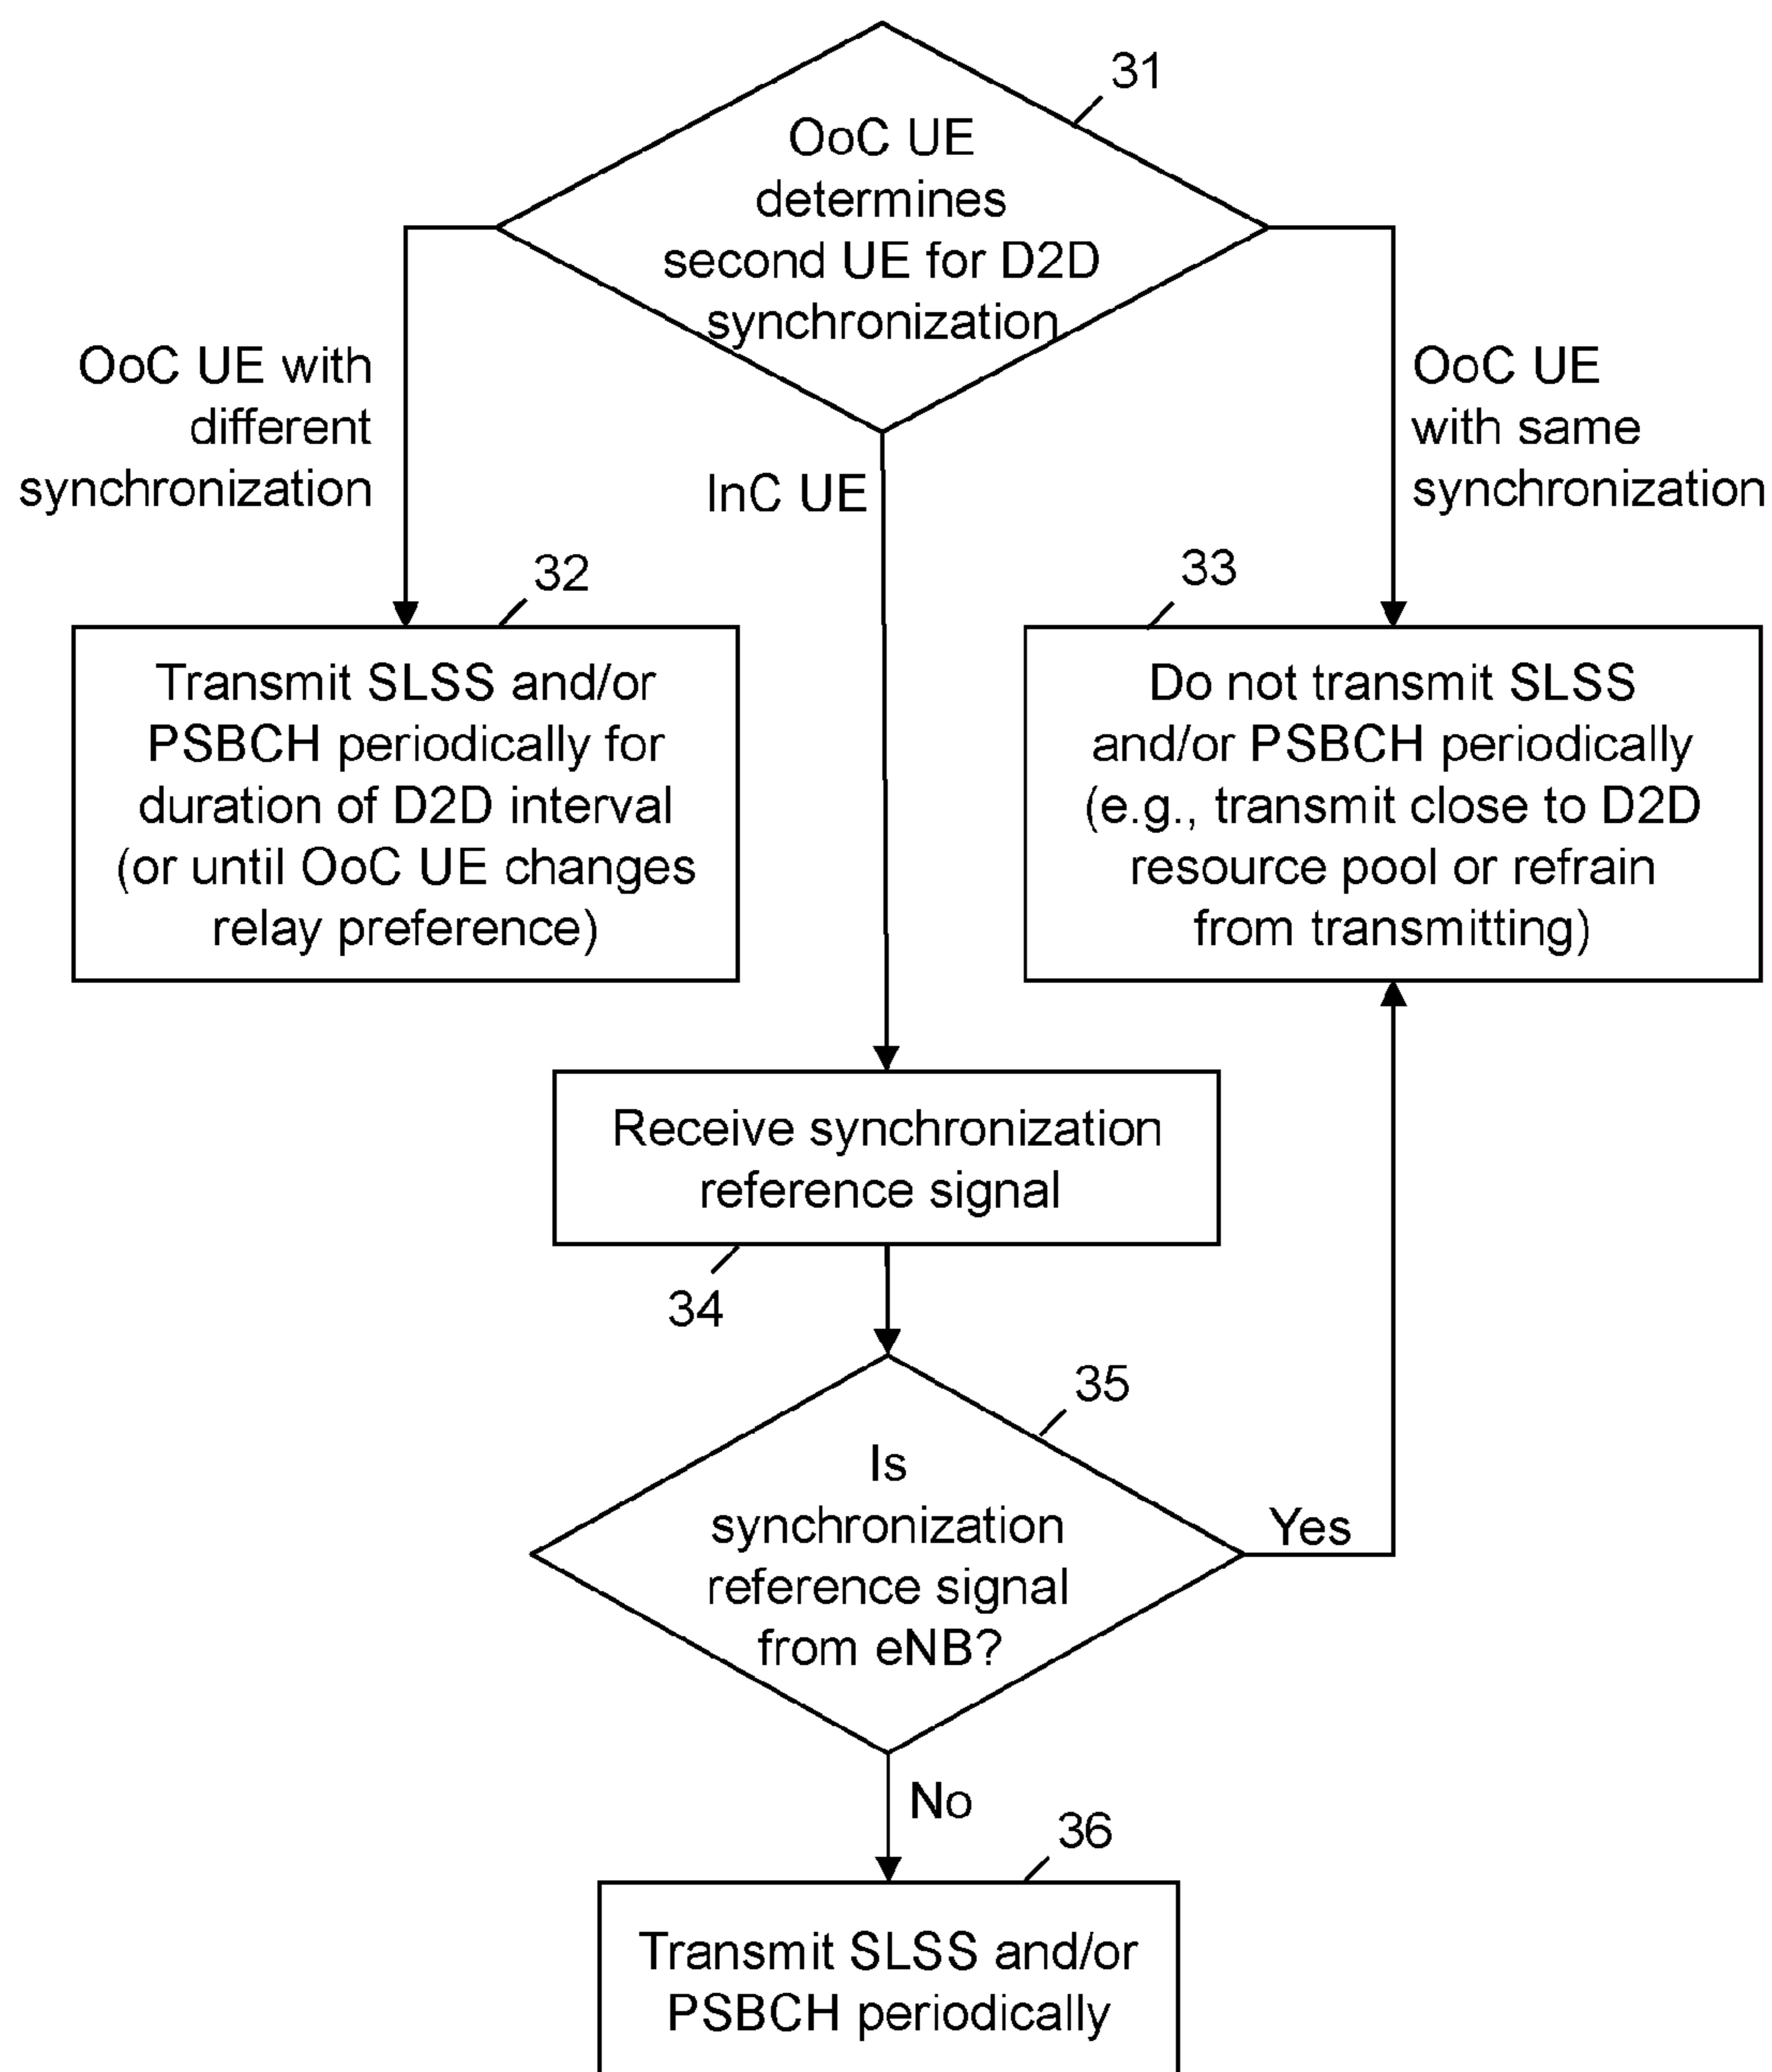 31
OoC UE
determines
second UE for D2D
synchronization
OoC UE with
different
synchronization
InC UE
OoC UE
with same
synchronization
32
Transmit SLSS and/or
PSBCH periodically for
duration of D2D interval
(or until OoC UE changes
relay preference)
33
Do not transmit SLSS
and/or PSBCH periodically
(e.g., transmit close to D2D
resource pool or refrain
from transmitting)
Receive synchronization
reference signal
34
35
Is
synchronization
reference signal
from eNB?
Yes
No
36
Transmit SLSS and/or
PSBCH periodically